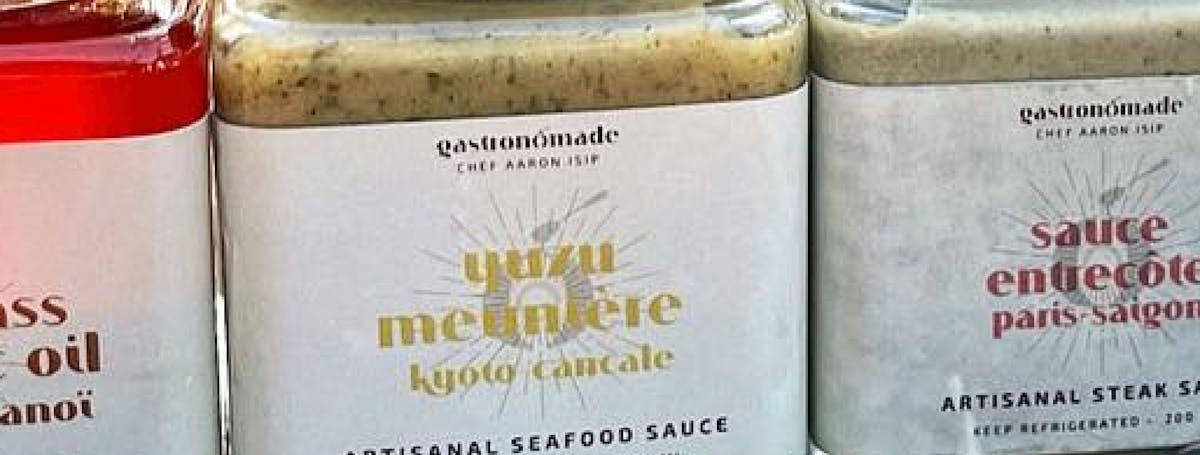 ass
oil
anoï
gastronómade
CHEF AARON ISIP
yuzu
meunière
kyoto cancale
ARTISANAL SEAFOOD SAUCE
gastronómade
CHEF AARON ISIP
sauce
entrecôte
paris-saigon
ARTISANAL STEAK SA
KEEP REFRIGERATED - 200